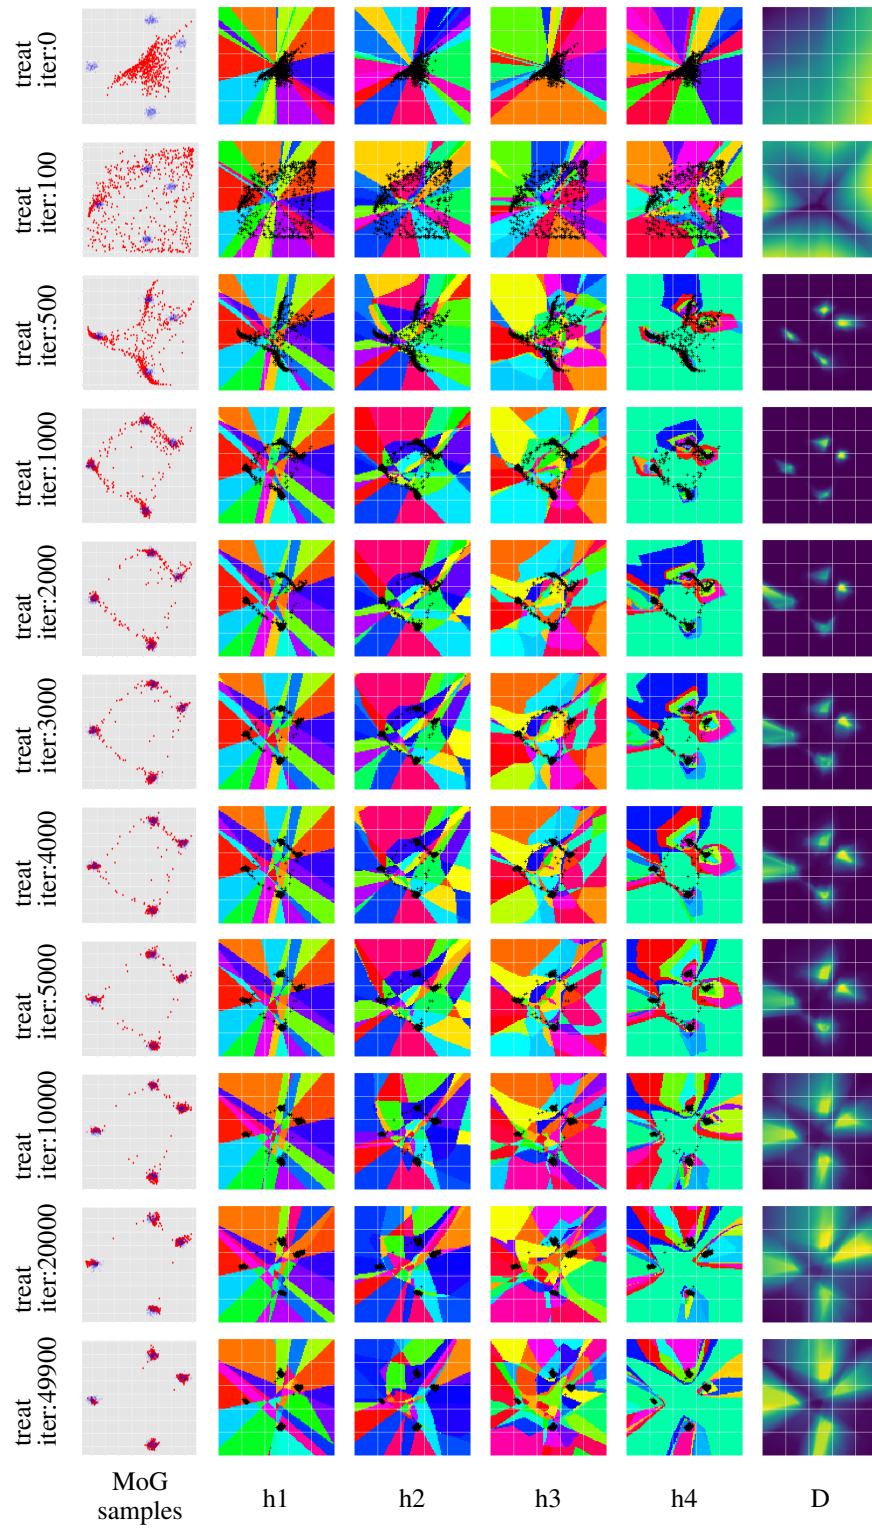 treat
iter:0
treat
iter:100
treat
iter:500
treat
iter:1000
treat
iter:2000
treat
iter:3000
treat
iter:4000
treat
iter:5000
treat
iter:10000
treat
iter:20000
treat
iter:49900
MoG
samples
h1
h2
h3
h4
D